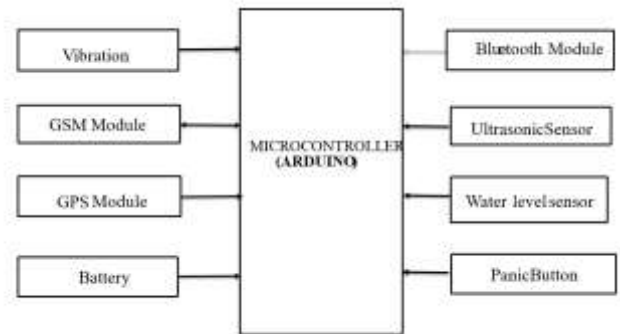 Vibration
GSM Module
GPS Module
Battery
MICROCONTROLLER
(ARDUINO)
Bluetooth Module
UltrasonicSensor
Water levelsensor
PanicButton